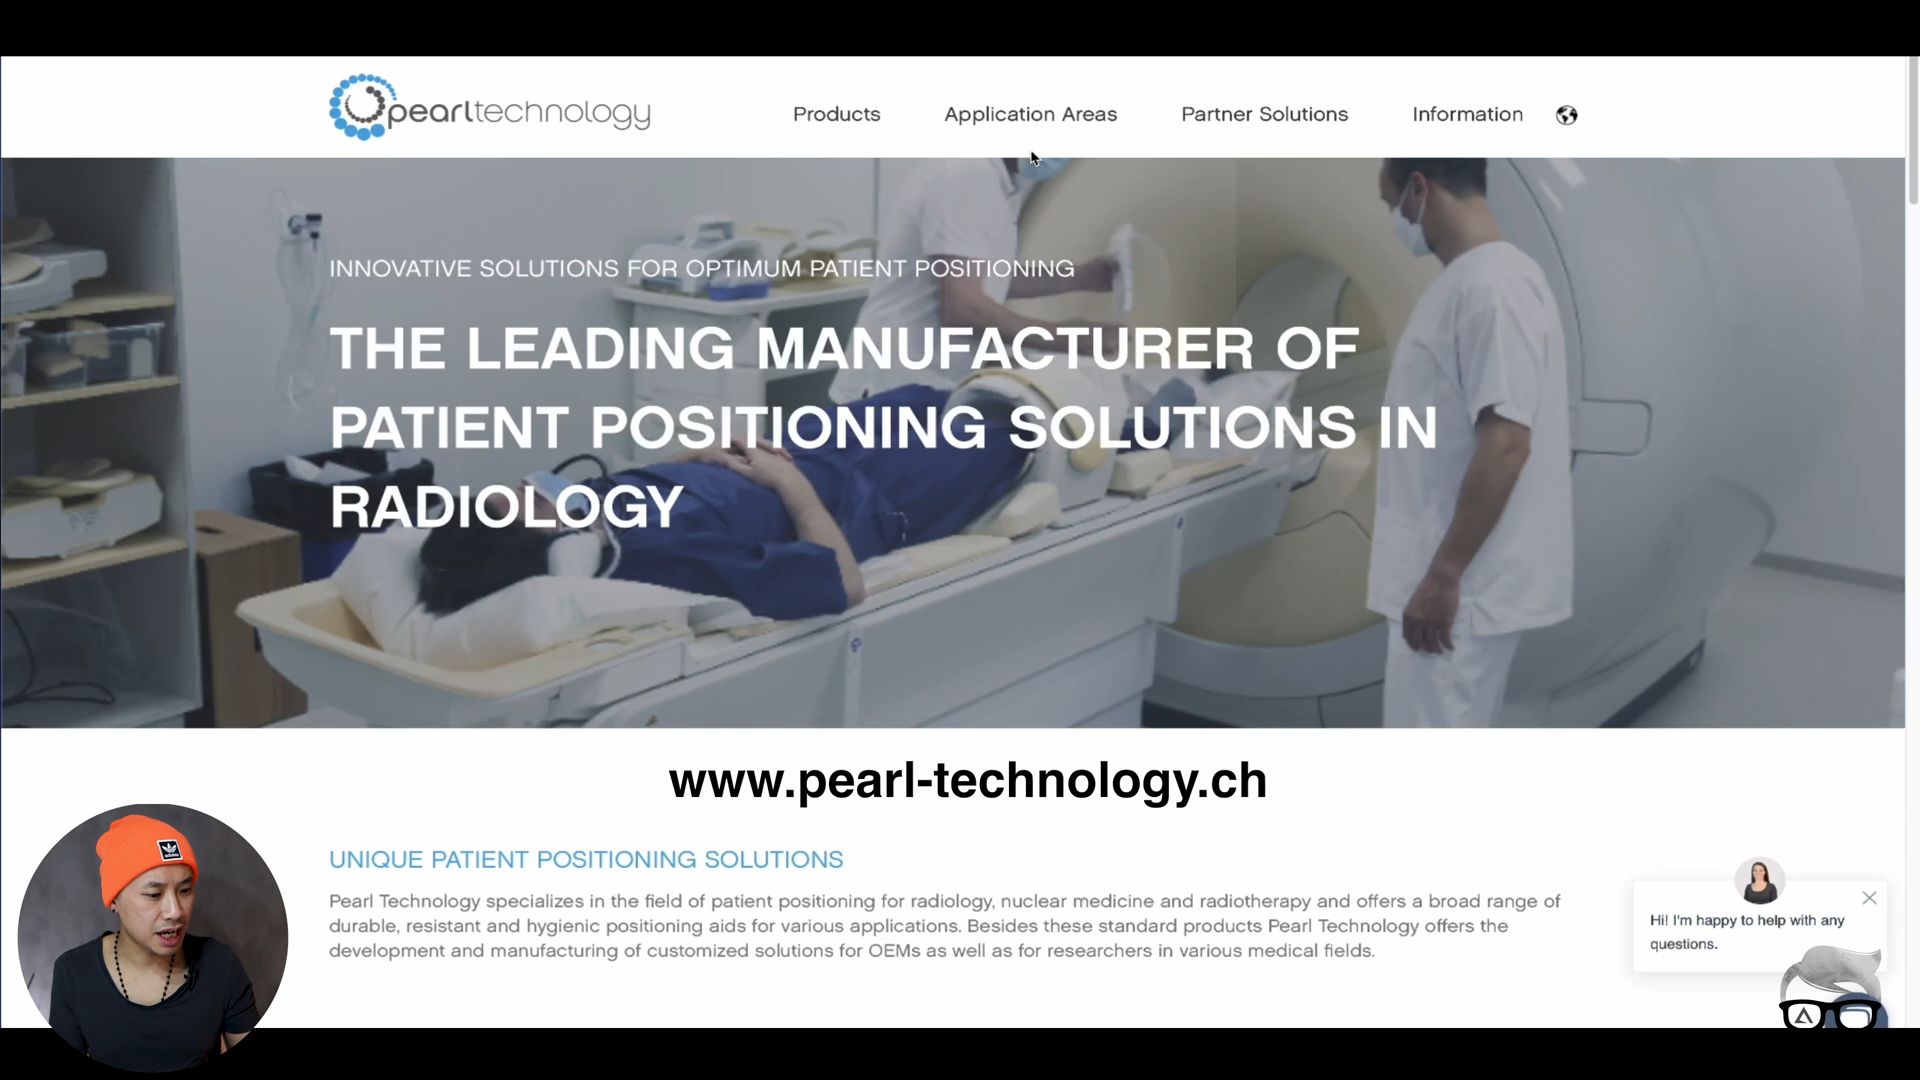 pearltechnology
Products
Application Areas
Partner Solutions
Information
INNOVATIVE SOLUTIONS FOR OPTIMUM PATIENT POSITIONING
THE LEADING MANUFACTURER OF
PATIENT POSITIONING SOLUTIONS IN
RADIOLOGY
www.pearl-technology.ch
UNIQUE PATIENT POSITIONING SOLUTIONS
Pearl Technology specializes in the field of patient positioning for radiology, nuclear medicine and radiotherapy and offers a broad range of
durable, resistant and hygienic positioning aids for various applications. Besides these standard products Pearl Technology offers the
development and manufacturing of customized solutions for OEMs as well as for researchers in various medical fields.
Hi! I'm happy to help with any
questions.
adidas